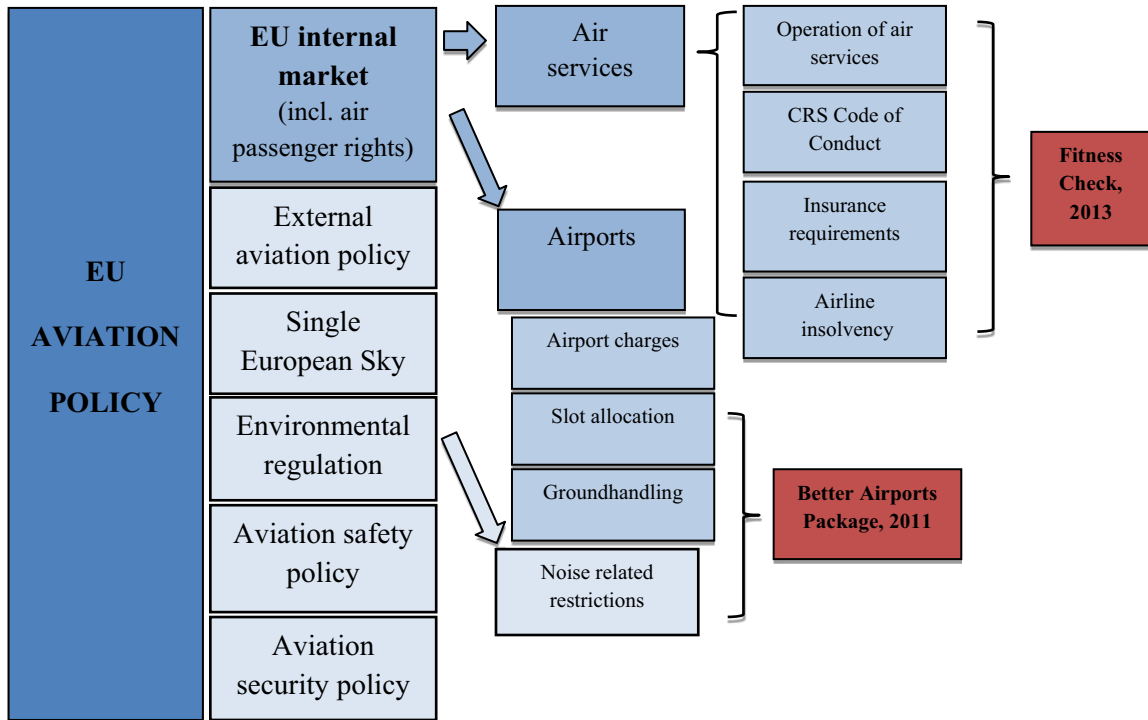 EU
AVIATION
POLICY
EU internal
market
(incl. air
passenger rights)
External
aviation policy
Single
European Sky
Environmental
regulation
Aviation safety
policy
Aviation
security policy
Air
services
Airports
Airport charges
Slot allocation
Groundhandling
Noise related
restrictions
Operation of air
services
CRS Code of
Conduct
Insurance
requirements
Airline
insolvency
Fitness
Check,
2013
Better Airports
Package, 2011